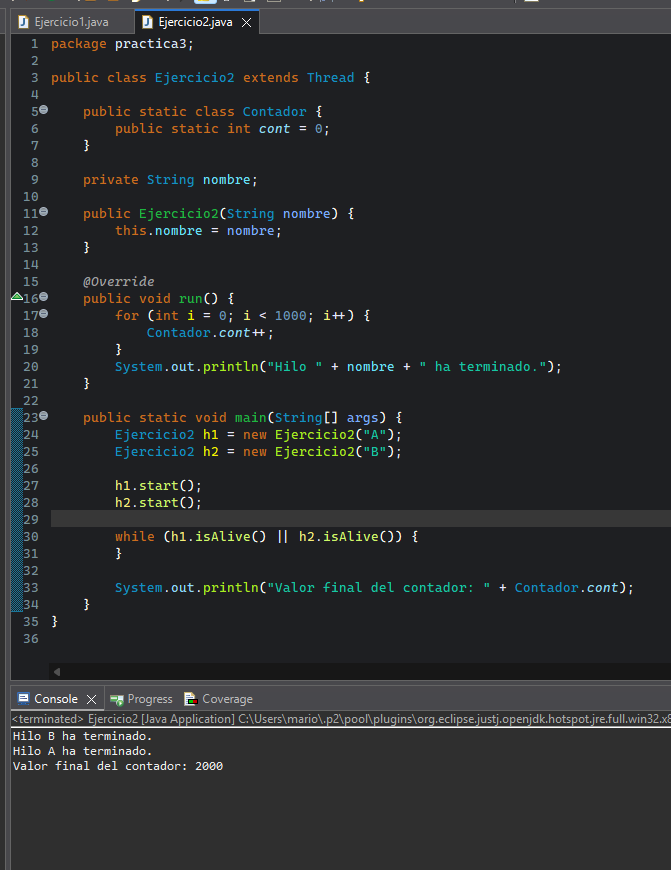 Ejercicio1.java
Ejercicio2.java
1 package practica3;
2
3 public class Ejercicio2 extends Thread {
4
5 public static class Contador {
6 public static int cont = 0;
7 }
8
9 private String nombre;
10
11 public Ejercicio2(String nombre) {
12 this.nombre = nombre;
13 }
14
15 @Override
16 public void run() {
17 for (int i = 0; i < 1000; i++) {
18 Contador.cont++;
19 }
20 System.out.println("Hilo " + nombre + " ha terminado.");
21 }
22
23 public static void main(String[] args) {
24 Ejercicio2 h1 = new Ejercicio2("A");
25 Ejercicio2 h2 = new Ejercicio2("B");
26
27 h1.start();
28 h2.start();
29
30 while (h1.isAlive() || h2.isAlive()) {
31 }
32
33 System.out.println("Valor final del contador: " + Contador.cont);
34 }
35 }
36
Console Progress Coverage
<terminated> Ejercicio2 [Java Application] C:\Users\mario\.p2\pool\plugins\org.eclipse.justj.openjdk.hotspot.jre.full.win32.x8
Hilo B ha terminado.
Hilo A ha terminado.
Valor final del contador: 2000